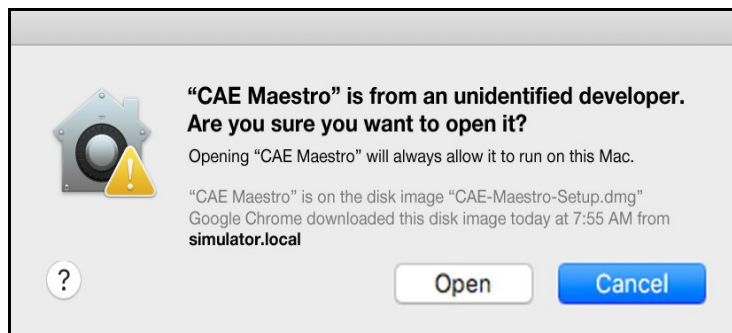 “CAE Maestro” is from an unidentified developer.
Are you sure you want to open it?
Opening “CAE Maestro” will always allow it to run on this Mac.
“CAE Maestro” is on the disk image “CAE-Maestro-Setup.dmg”
Google Chrome downloaded this disk image today at 7:55 AM from
simulator.local
?
Open
Cancel